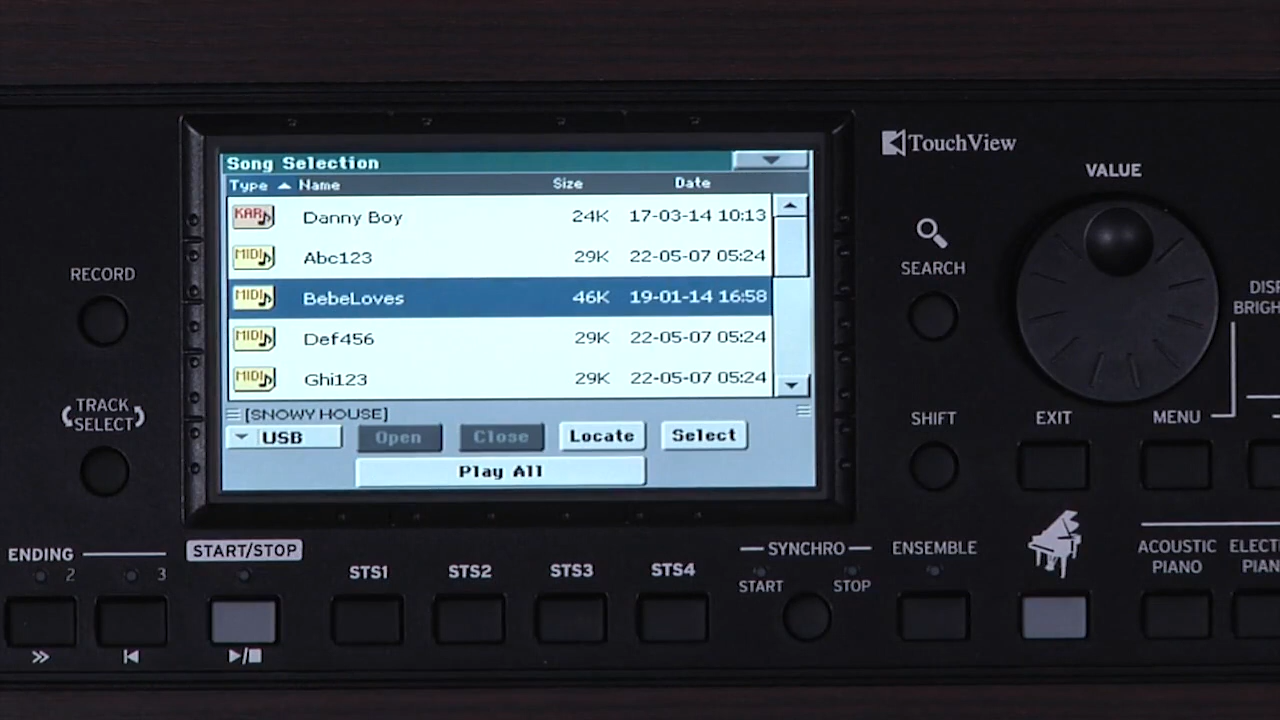 TouchView
VALUE
Song Selection
Type Name Size Date
KAR Danny Boy 24K 17-03-14 10:13
MIDI Abc123 29K 22-05-07 05:24
MIDI BebeLoves 46K 19-01-14 16:58
MIDI Def456 29K 22-05-07 05:24
MIDI Ghi123 29K 22-05-07 05:24
[SNOWY HOUSE]
USB Open Close Locate Select
Play All
RECORD
TRACK
SELECT
SEARCH
SHIFT
EXIT
MENU
ENDING
2 3
START/STOP
STS1 STS2 STS3 STS4
SYNCHRO
START STOP
ENSEMBLE
ACOUSTIC
PIANO